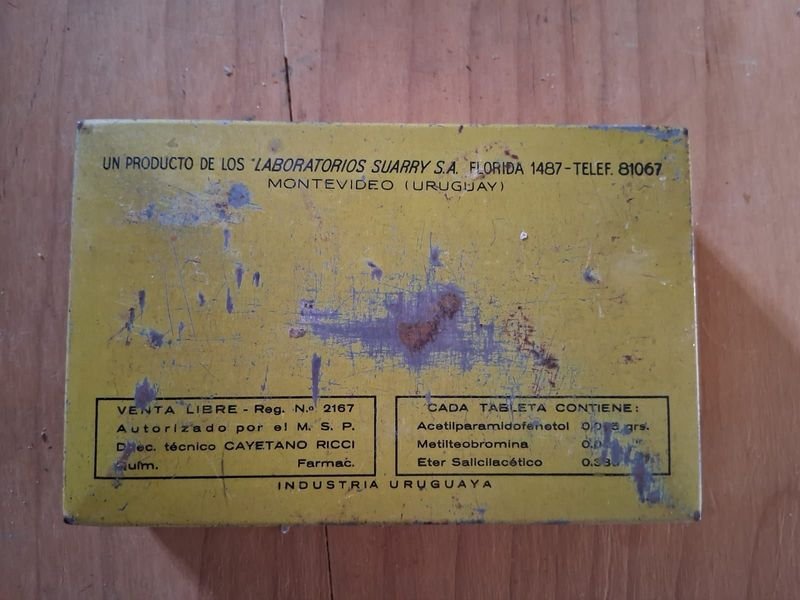 UN PRODUCTO DE LOS "LABORATORIOS SUARRY S.A. FLORIDA 1487-TELEF. 81067
MONTEVIDEO (URUGUAY)
VENTA LIBRE - Reg. N.º 2167
Autorizado por el M. S. P.
técnico CAYETANO RICCI
Farmac.
CADA TABLETA CONTIENE:
Acetilparamidofenetol grs.
Metilteobromina
Eter Salicilacético
INDUSTRIA URUGUAYA